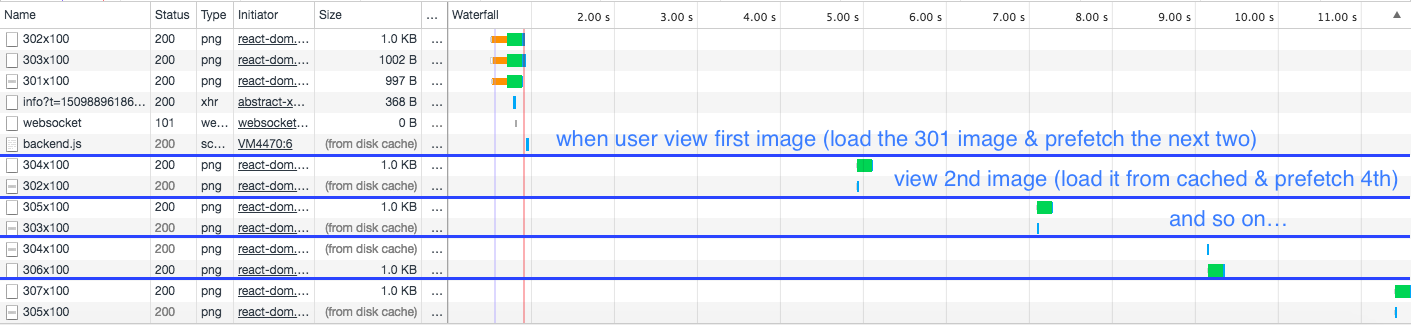 Name Status Type Initiator Size ... Waterfall 2.00 s 3.00 s 4.00 s 5.00 s 6.00 s 7.00 s 8.00 s 9.00 s 10.00 s 11.00 s ▲
302x100 200 png react-dom.... 1.0 KB ...
303x100 200 png react-dom.... 1002 B ...
301x100 200 png react-dom.... 997 B ...
info?t=15098896186... 200 xhr abstract-x... 368 B ...
websocket 101 we... websocket... 0 B ...
backend.js 200 sc... VM4470:6 (from disk cache) ... when user view first image (load the 301 image & prefetch the next two)
304x100 200 png react-dom.... 1.0 KB ...
302x100 200 png react-dom.... (from disk cache) ... view 2nd image (load it from cached & prefetch 4th)
305x100 200 png react-dom.... 1.0 KB ...
303x100 200 png react-dom.... (from disk cache) ... and so on...
304x100 200 png react-dom.... (from disk cache) ...
306x100 200 png react-dom.... 1.0 KB ...
307x100 200 png react-dom.... 1.0 KB ...
305x100 200 png react-dom.... (from disk cache) ...